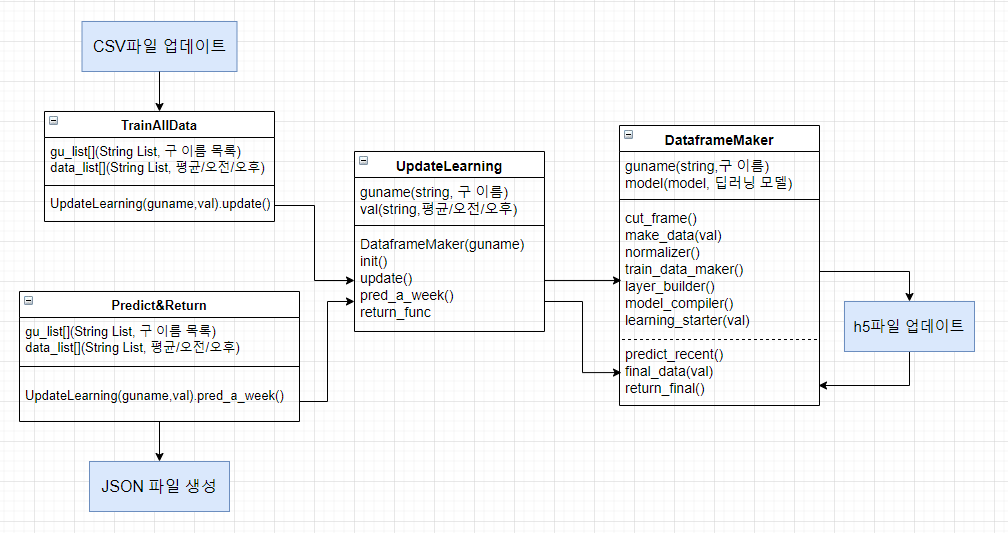 CSV파일 업데이트
TrainAllData
gu_list[](String List, 구 이름 목록)
data_list[](String List, 평균/오전/오후)
UpdateLearning(guname,val).update()
Predict&Return
gu_list[](String List, 구 이름 목록)
data_list[](String List, 평균/오전/오후)
UpdateLearning(guname,val).pred_a_week()
JSON 파일 생성
UpdateLearning
guname(string, 구 이름)
val(string,평균/오전/오후)
DataframeMaker(guname)
init()
update()
pred_a_week()
return_func
DataframeMaker
guname(string,구 이름)
model(model, 딥러닝 모델)
cut_frame()
make_data(val)
normalizer()
train_data_maker()
layer_builder()
model_compiler()
learning_starter(val)
predict_recent()
final_data(val)
return_final()
h5파일 업데이트